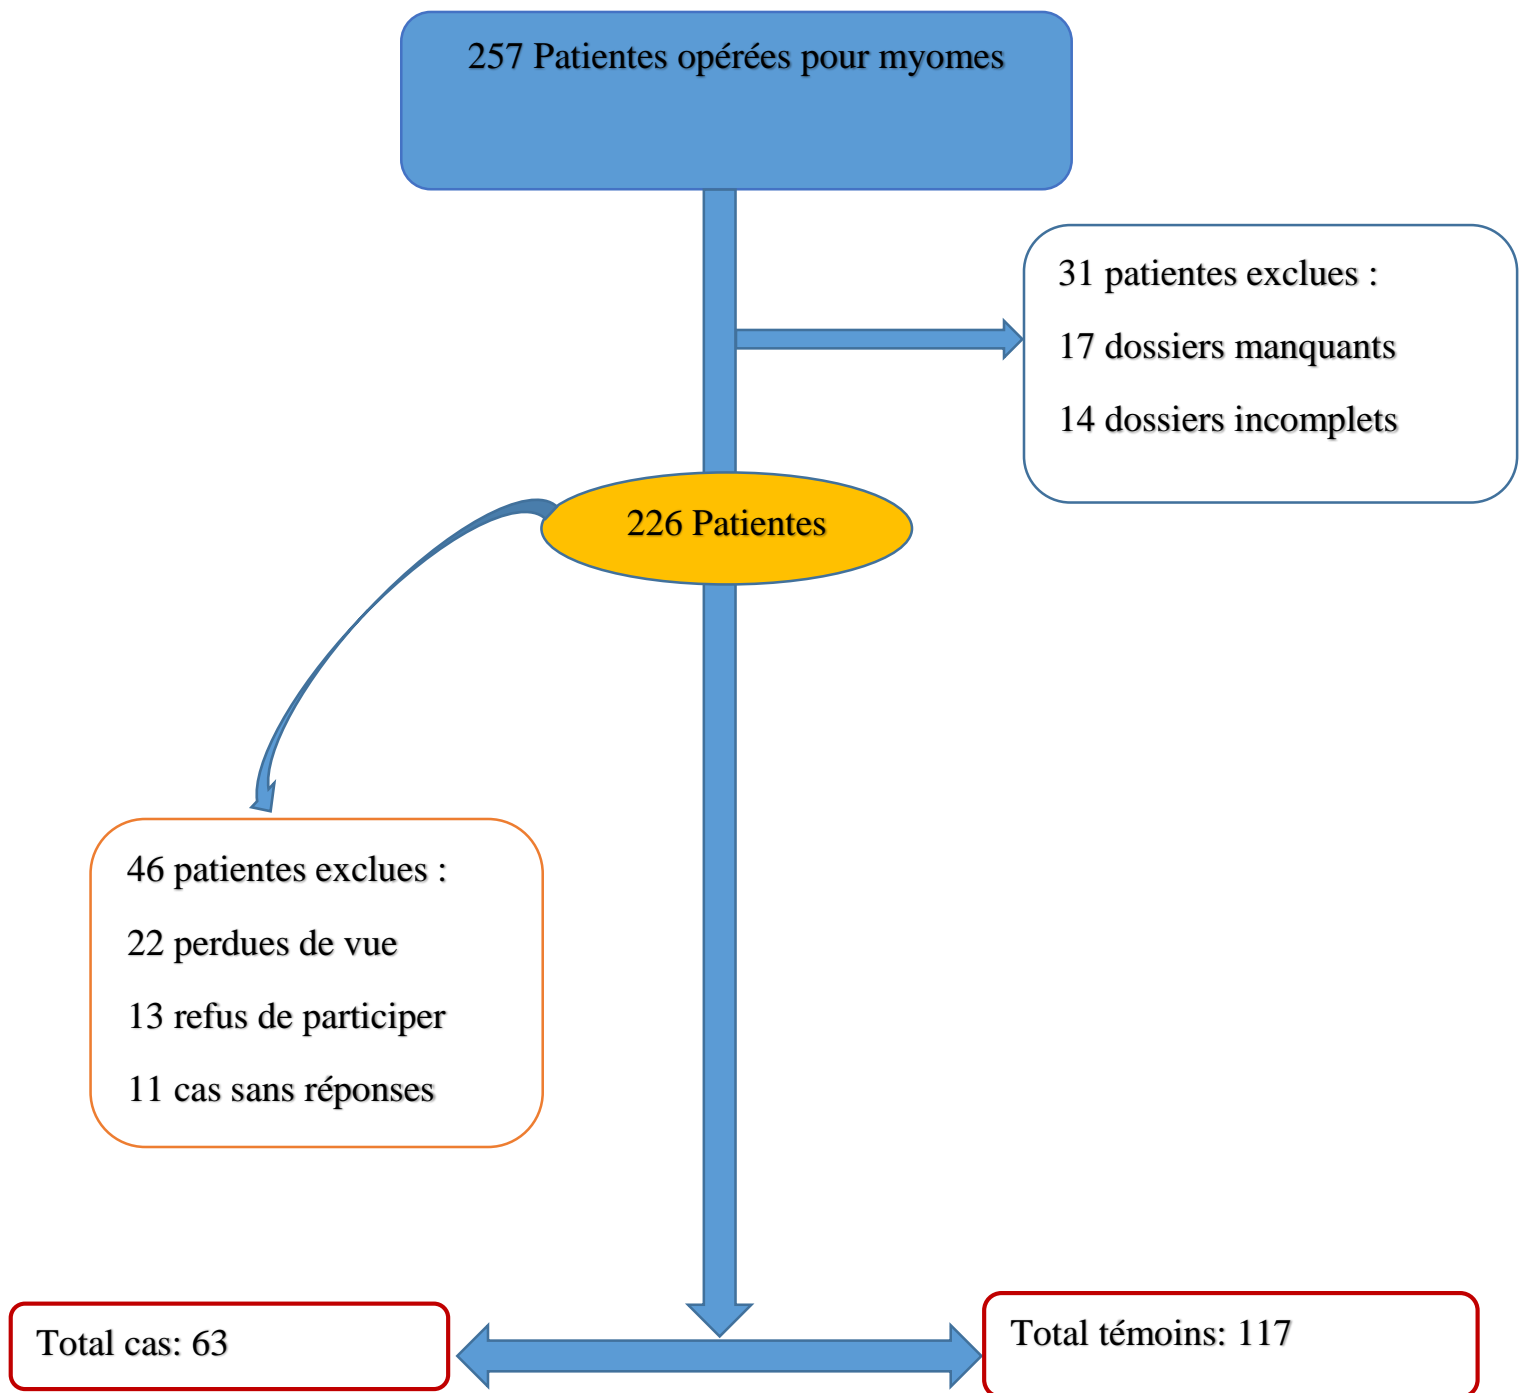 257 Patientes opérées pour myomes
31 patientes exclues :
17 dossiers manquants
14 dossiers incomplets
226 Patientes
46 patientes exclues :
22 perdues de vue
13 refus de participer
11 cas sans réponses
Total cas: 63
Total témoins: 117